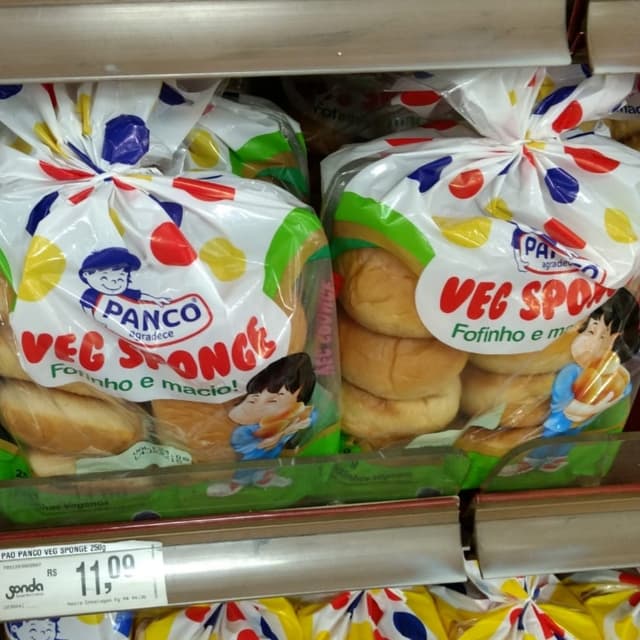 PANCO
agradece
VEG SPONGE
Fofinho e macio!
PANCO
agradece
VEG SPONGE
Fofinho e
PAO PANCO VEG SPONGE 250g
Sonda
R$ 11,09